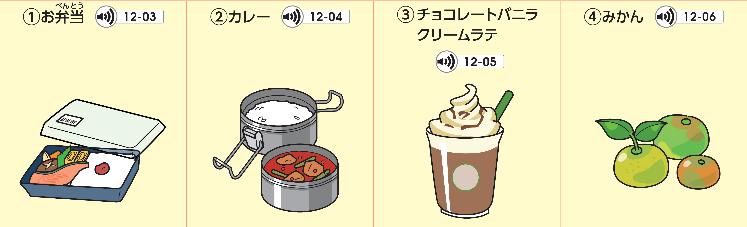 ①お弁当 12-03
べんとう
②カレー 12-04
③チョコレートバニラ
クリームラテ
12-05
④みかん 12-06